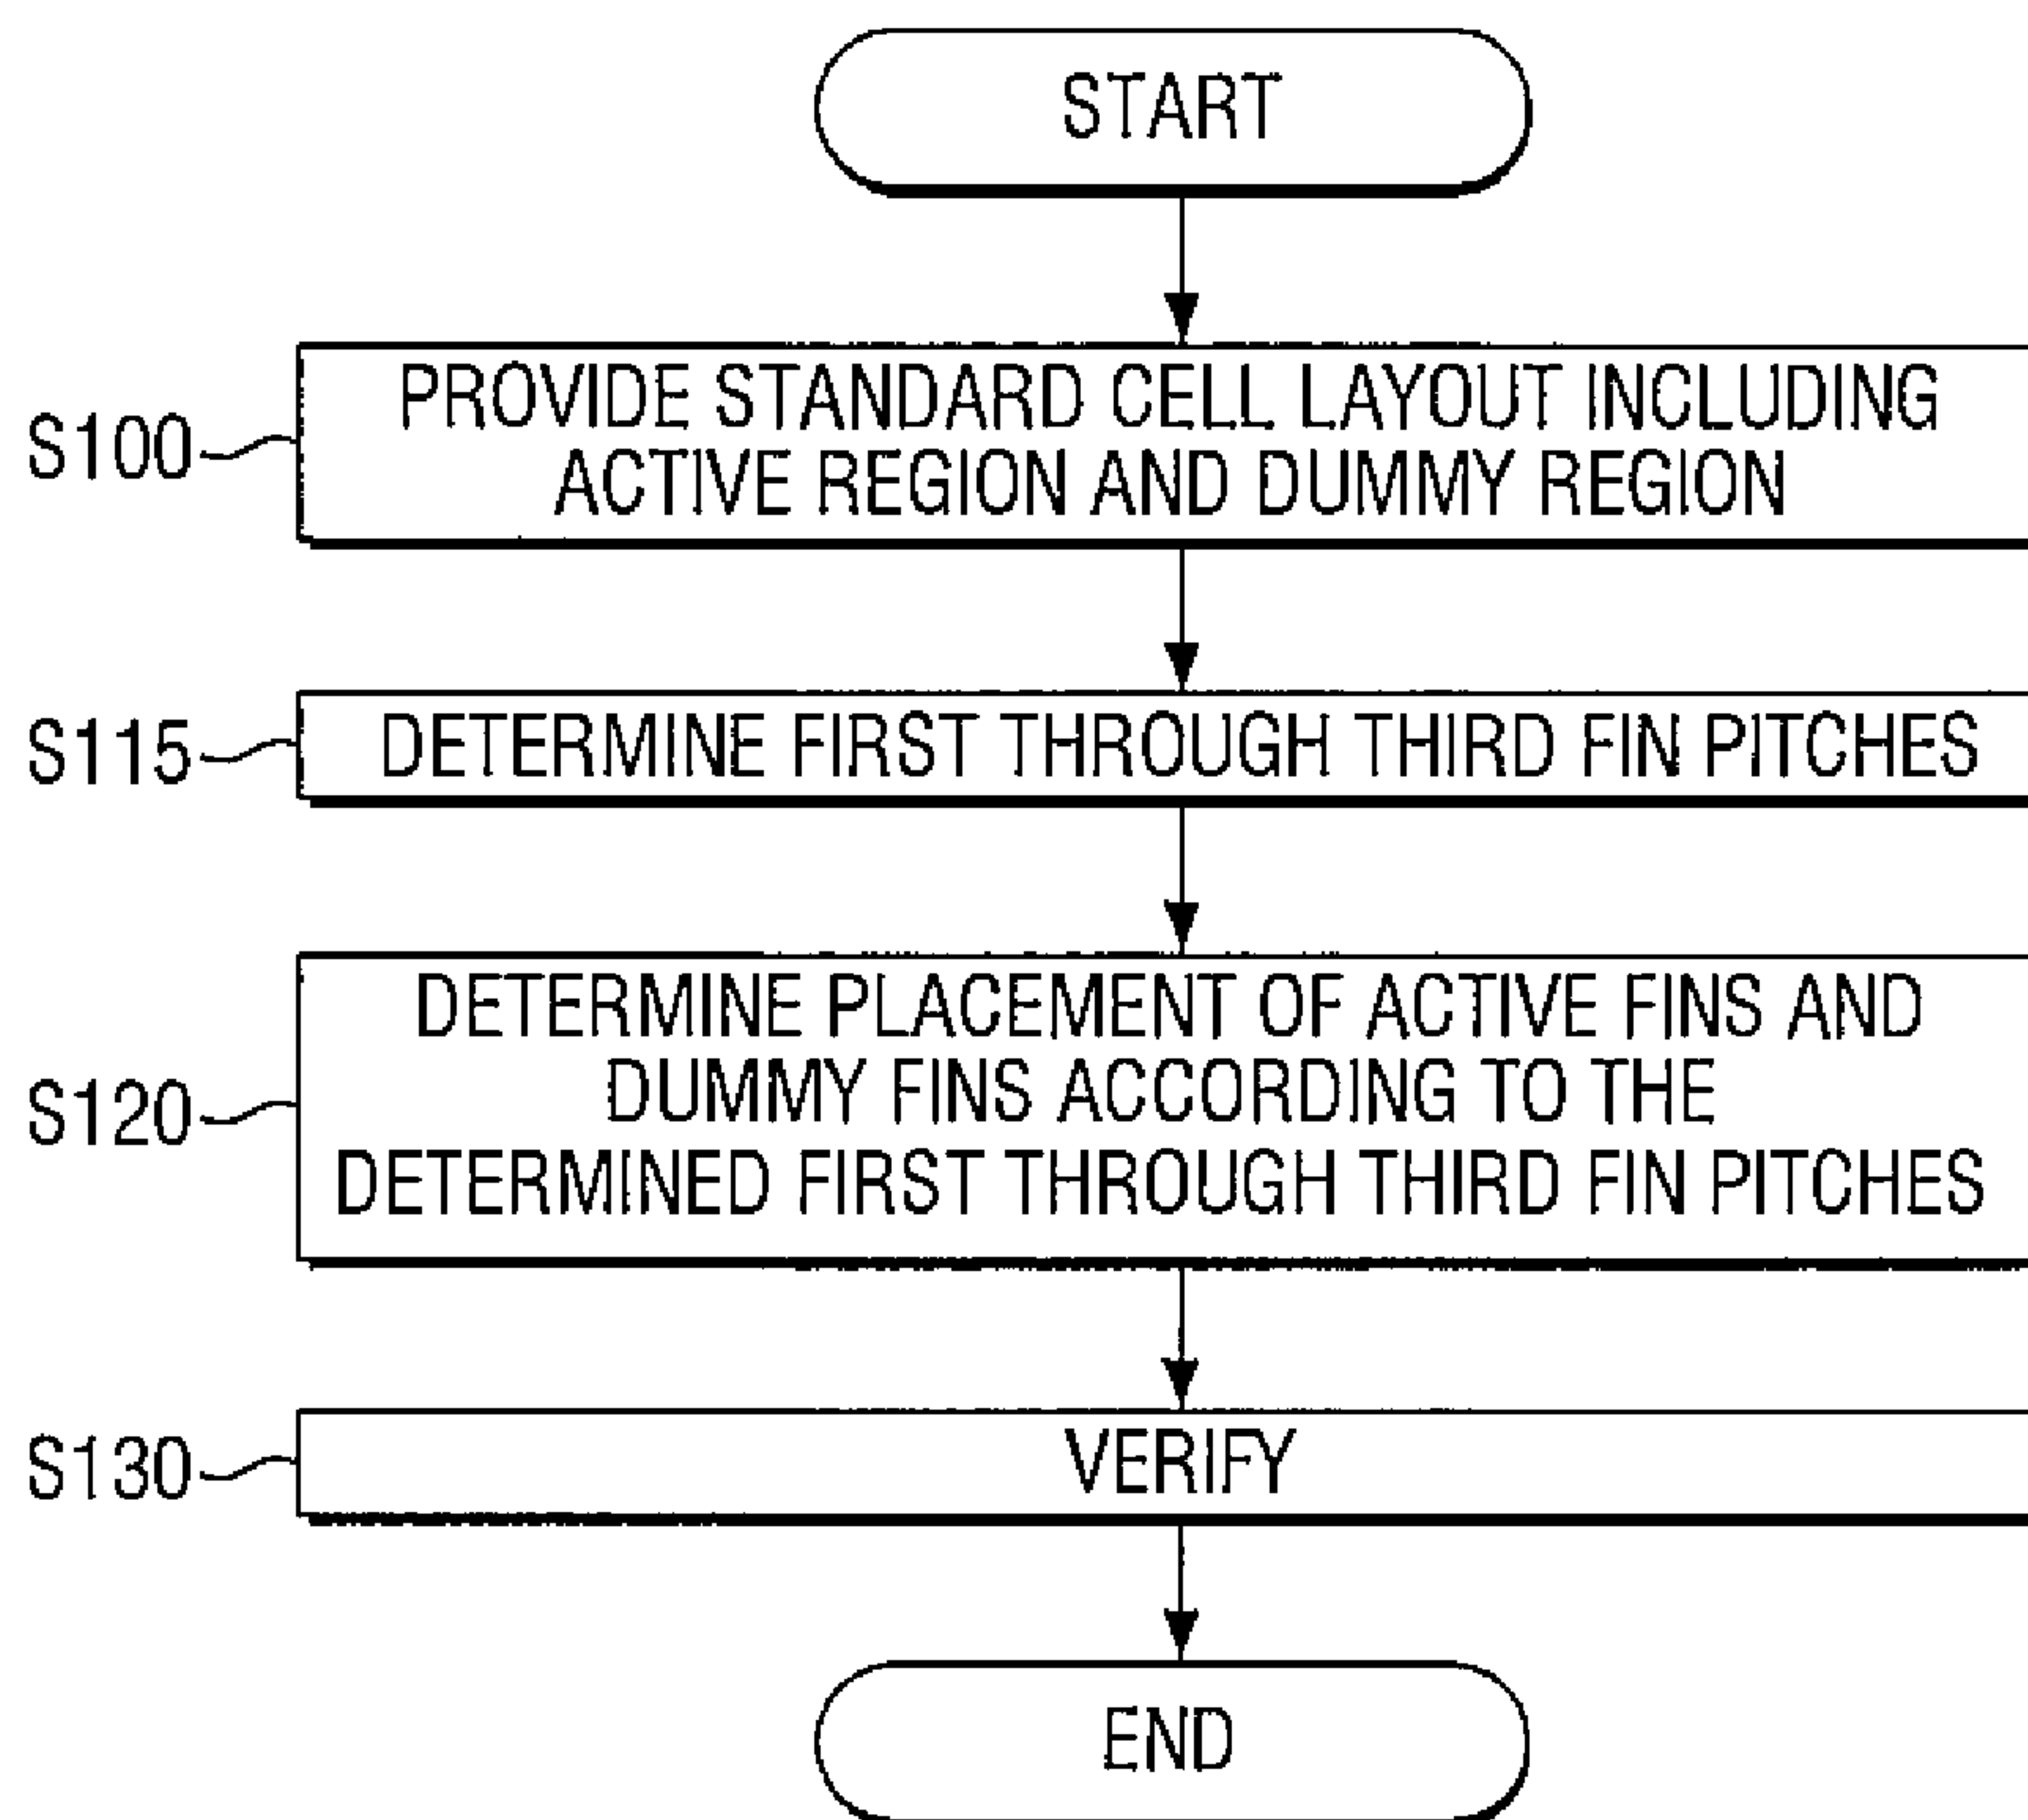 START
S100
PROVIDE STANDARD CELL LAYOUT INCLUDING
ACTIVE REGION AND DUMMY REGION
S115
DETERMINE FIRST THROUGH THIRD FIN PITCHES
S120
DETERMINE PLACEMENT OF ACTIVE FINS AND
DUMMY FINS ACCORDING TO THE
DETERMINED FIRST THROUGH THIRD FIN PITCHES
S130
VERIFY
END